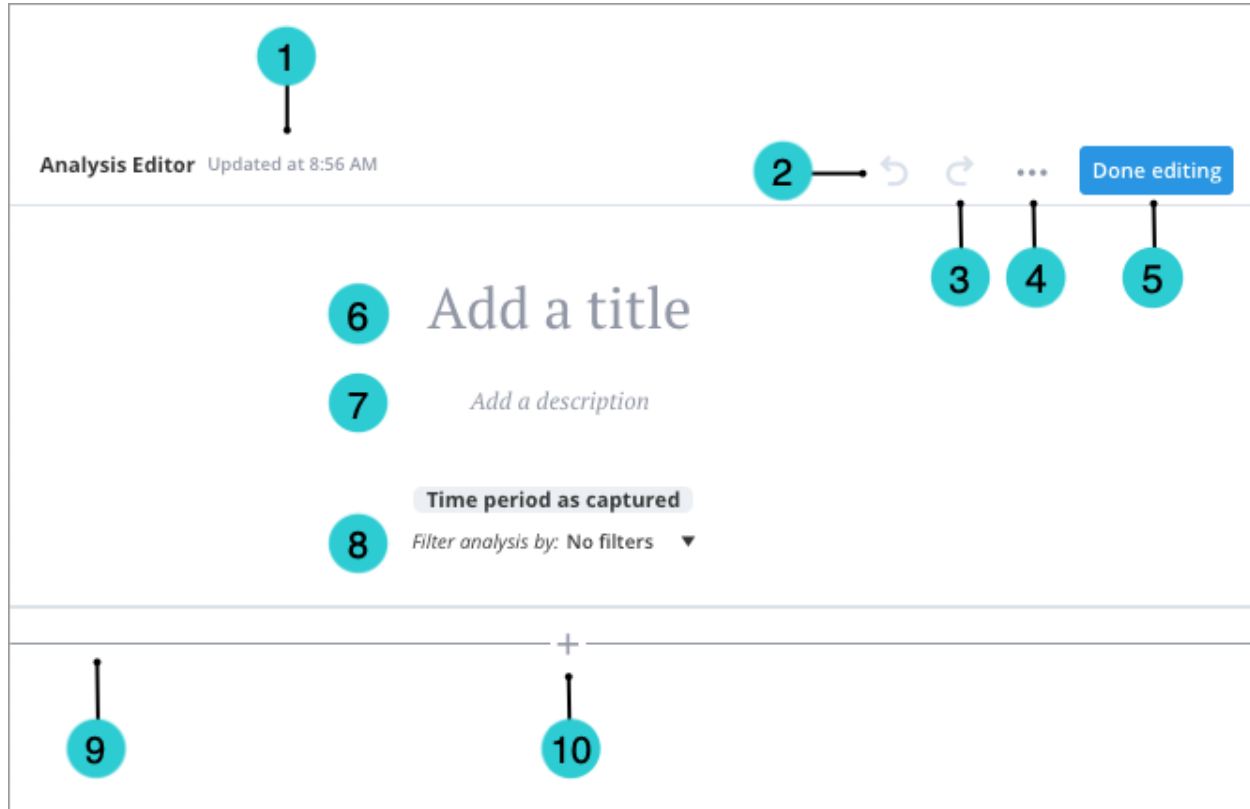 1
Analysis Editor Updated at 8:56 AM
2
Done editing
3
4
5
6
Add a title
7
Add a description
Time period as captured
8
Filter analysis by: No filters
9
10